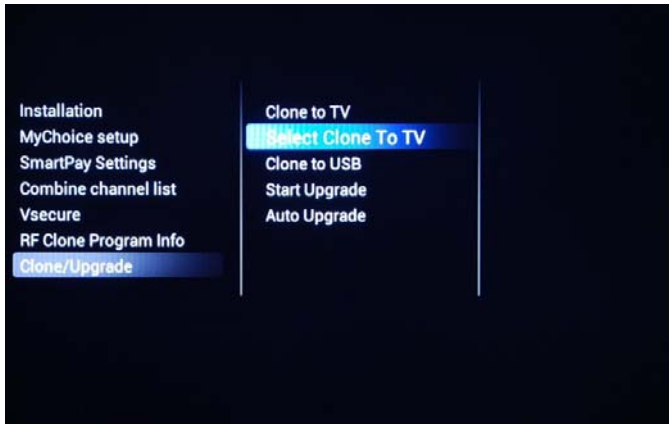 Installation
MyChoice setup
SmartPay Settings
Combine channel list
Vsecure
RF Clone Program Info
Clone/Upgrade
Clone to TV
Select Clone To TV
Clone to USB
Start Upgrade
Auto Upgrade